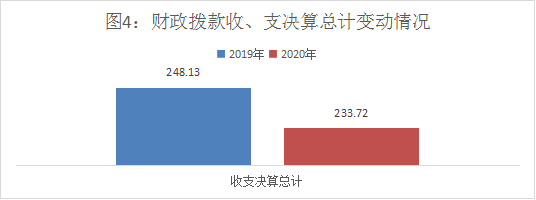 图4：财政拨款收、支决算总计变动情况
2019年 2020年
248.13
233.72
收支决算总计